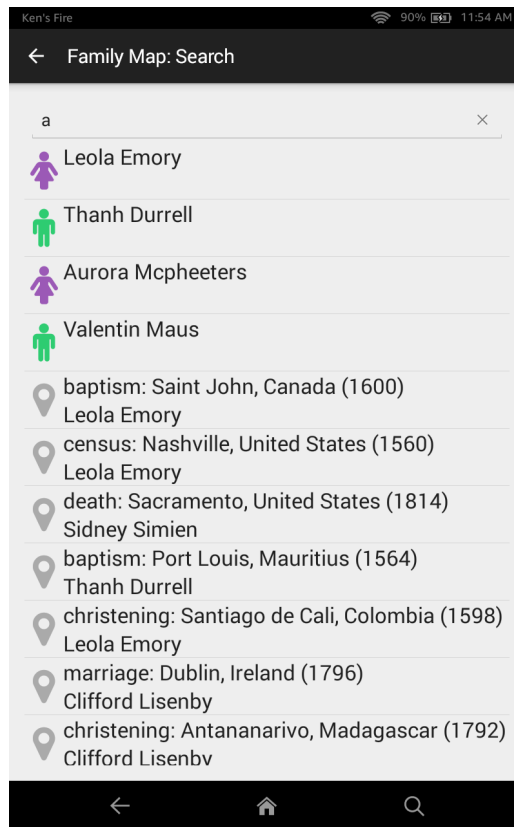 Ken's Fire 90% 11:54 AM
Family Map: Search
a
Leola Emory
Thanh Durrell
Aurora Mcpheeters
Valentin Maus
baptism: Saint John, Canada (1600)
Leola Emory
census: Nashville, United States (1560)
Leola Emory
death: Sacramento, United States (1814)
Sidney Simien
baptism: Port Louis, Mauritius (1564)
Thanh Durrell
christening: Santiago de Cali, Colombia (1598)
Leola Emory
marriage: Dublin, Ireland (1796)
Clifford Lisenby
christening: Antananarivo, Madagascar (1792)
Clifford Lisenby